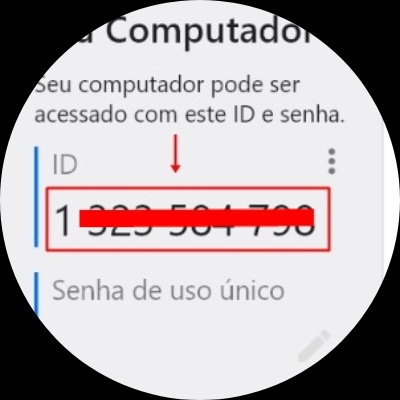 Computador
Seu computador pode ser
acessado com este ID e senha.
ID
1
Senha de uso único